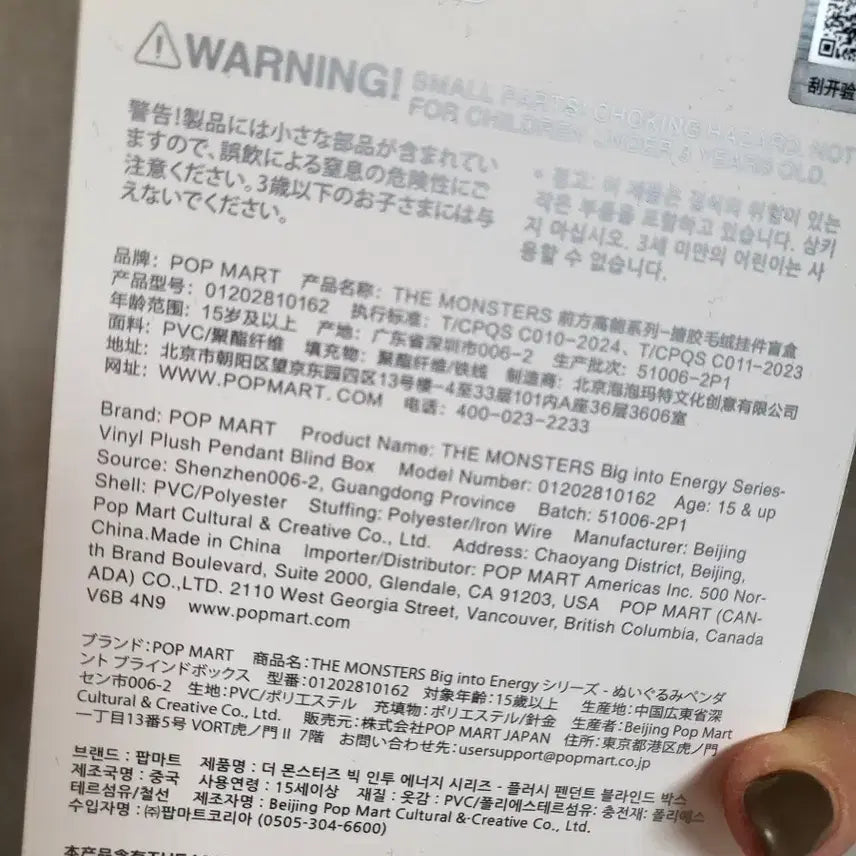 WARNING! SMALL PARTS! CHOKING HAZARD. NOT
FOR CHILDREN UNDER 3 YEARS OLD.
刮开验
警告!製品には小さな部品が含まれてい
ますので、誤飲による窒息の危険性にご
注意ください。3歳以下のお子さまには与
えないでください。
• 경고: 이 제품은 질식의 위험이 있는
작은 부품을 포함하고 있습니다. 삼키
지 마십시오. 3세 미만의 어린이는 사
용할 수 없습니다.
品牌: POP MART 产品名称: THE MONSTERS 前方高能系列-搪胶毛绒挂件盲盒
产品型号: 01202810162 执行标准: T/CPQS C010-2024、T/CPQS C011-2023
年龄范围: 15岁及以上 产地: 广东省深圳市006-2 生产批次: 51006-2P1
面料: PVC/聚酯纤维 填充物: 聚酯纤维/铁线 制造商: 北京泡泡玛特文化创意有限公司
地址: 北京市朝阳区望京东园四区13号楼-4至33层101内A座36层3606室
网址: WWW.POPMART.COM 电话: 400-023-2233
Brand: POP MART Product Name: THE MONSTERS Big into Energy Series-
Vinyl Plush Pendant Blind Box Model Number: 01202810162 Age: 15 & up
Source: Shenzhen006-2, Guangdong Province Batch: 51006-2P1
Shell: PVC/Polyester Stuffing: Polyester/Iron Wire Manufacturer: Beijing
Pop Mart Cultural & Creative Co., Ltd. Address: Chaoyang District, Beijing,
China.Made in China Importer/Distributor: POP MART Americas Inc. 500 Nor-
th Brand Boulevard, Suite 2000, Glendale, CA 91203, USA POP MART (CAN-
ADA) CO.,LTD. 2110 West Georgia Street, Vancouver, British Columbia, Canada
V6B 4N9 www.popmart.com
ブランド:POP MART 商品名:THE MONSTERS Big into Energy シリーズ - ぬいぐるみペンダ
ント ブラインドボックス 型番:01202810162 対象年齢:15歳以上 生産地:中国広東省深
セン市006-2 生地:PVC/ポリエステル 充填物:ポリエステル/針金 生産者:Beijing Pop Mart
Cultural & Creative Co., Ltd. 販売元:株式会社POP MART JAPAN 住所:東京都港区虎ノ門
一丁目13番5号 VORT虎ノ門 II 7階 お問い合わせ先:usersupport@popmart.co.jp
브랜드 : 팝마트 제품명 : 더 몬스터즈 빅 인투 에너지 시리즈 - 플러시 펜던트 블라인드 박스
제조국명 : 중국 사용연령 : 15세이상 재질 : 옷감 : PVC/폴리에스테르섬유: 충전재: 폴리에스
테르섬유/철선 제조자명 : Beijing Pop Mart Cultural & Creative Co., Ltd.
수입자명 : ㈜팝마트코리아 (0505-304-6600)